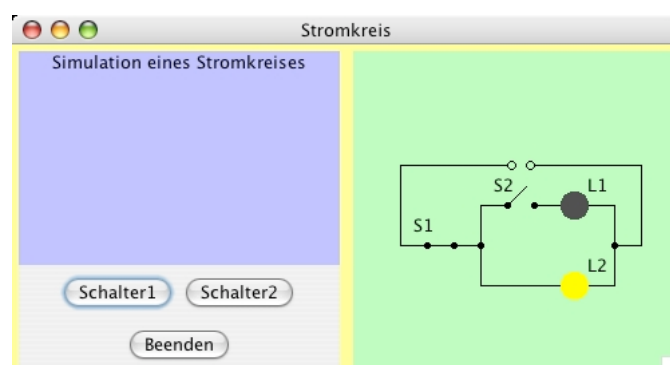 Stromkreis
Simulation eines Stromkreises
Schalter1 Schalter2
Beenden
S2 L1
S1
L2